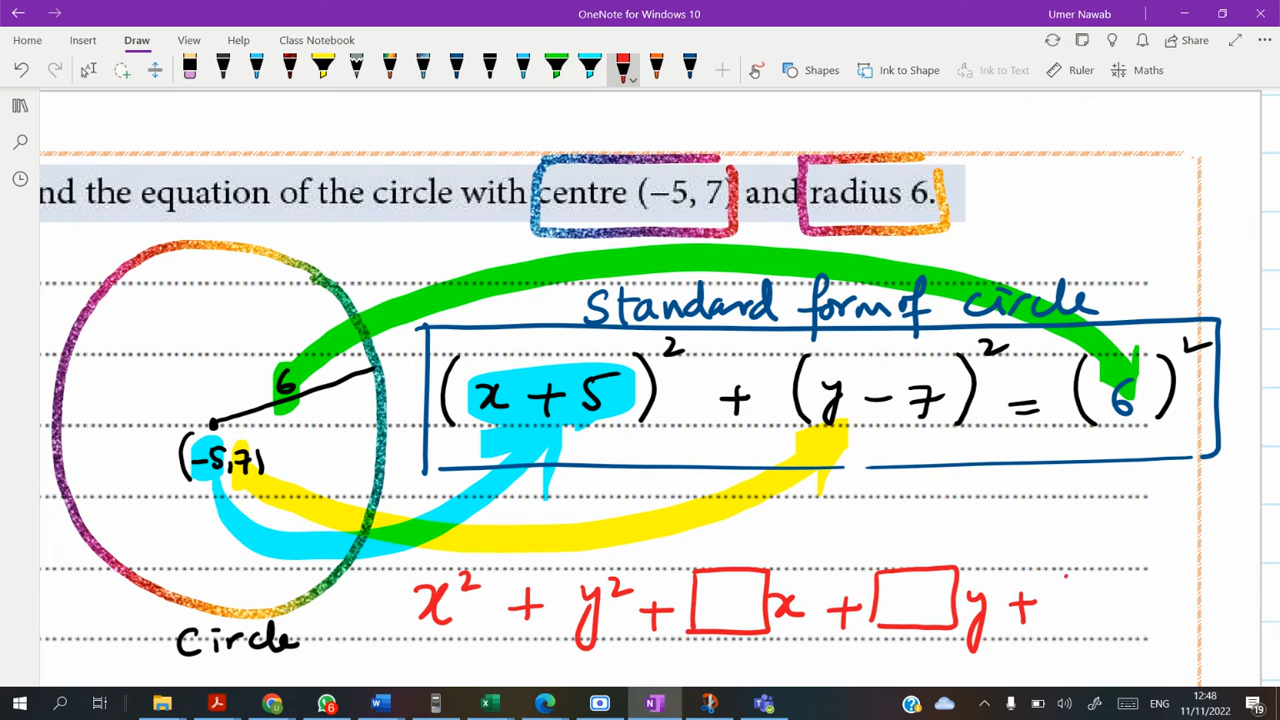 OneNote for Windows 10
Umer Nawab
Home Insert Draw View Help Class Notebook
Share
Shapes Ink to Shape Ink to Text Ruler Maths
nd the equation of the circle with centre (−5, 7) and radius 6.
Standard form of circle
6
(x + 5)² + (y − 7)² = (6)²
(−5,7)
x² + y² + □x + □y +
Circle
6
ENG
12:48
11/11/2022
19